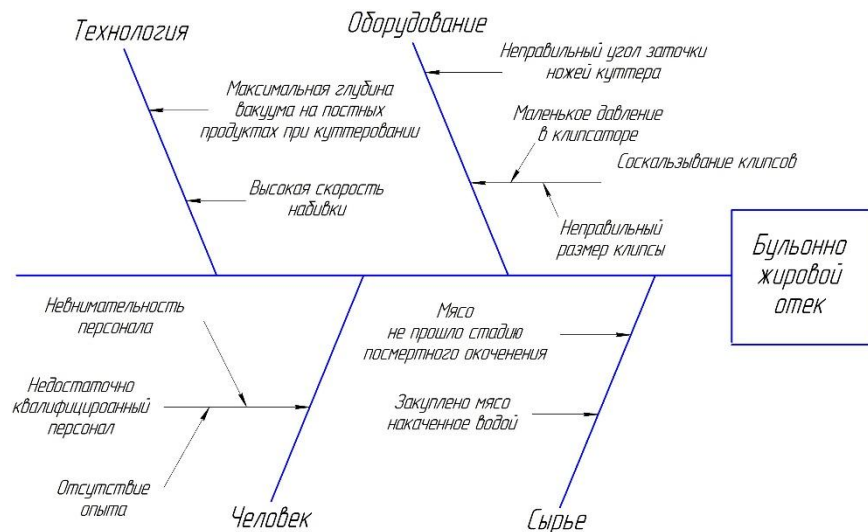 Технология
Оборудование
Неправильный угол заточки
ножей куттера
Максимальная глубина
вакуума на постных
продуктах при куттеровании
Маленькое давление
в клипсаторе
Соскальзывание клипсов
Высокая скорость
набивки
Неправильный
размер клипсы
Бульонно
жировой
отек
Невнимательность
персонала
Мясо
не прошло стадию
посмертного окоченения
Недостаточно
квалифицироанный
персонал
Закуплено мясо
накаченное водой
Отсутствие
опыта
Человек
Сырье